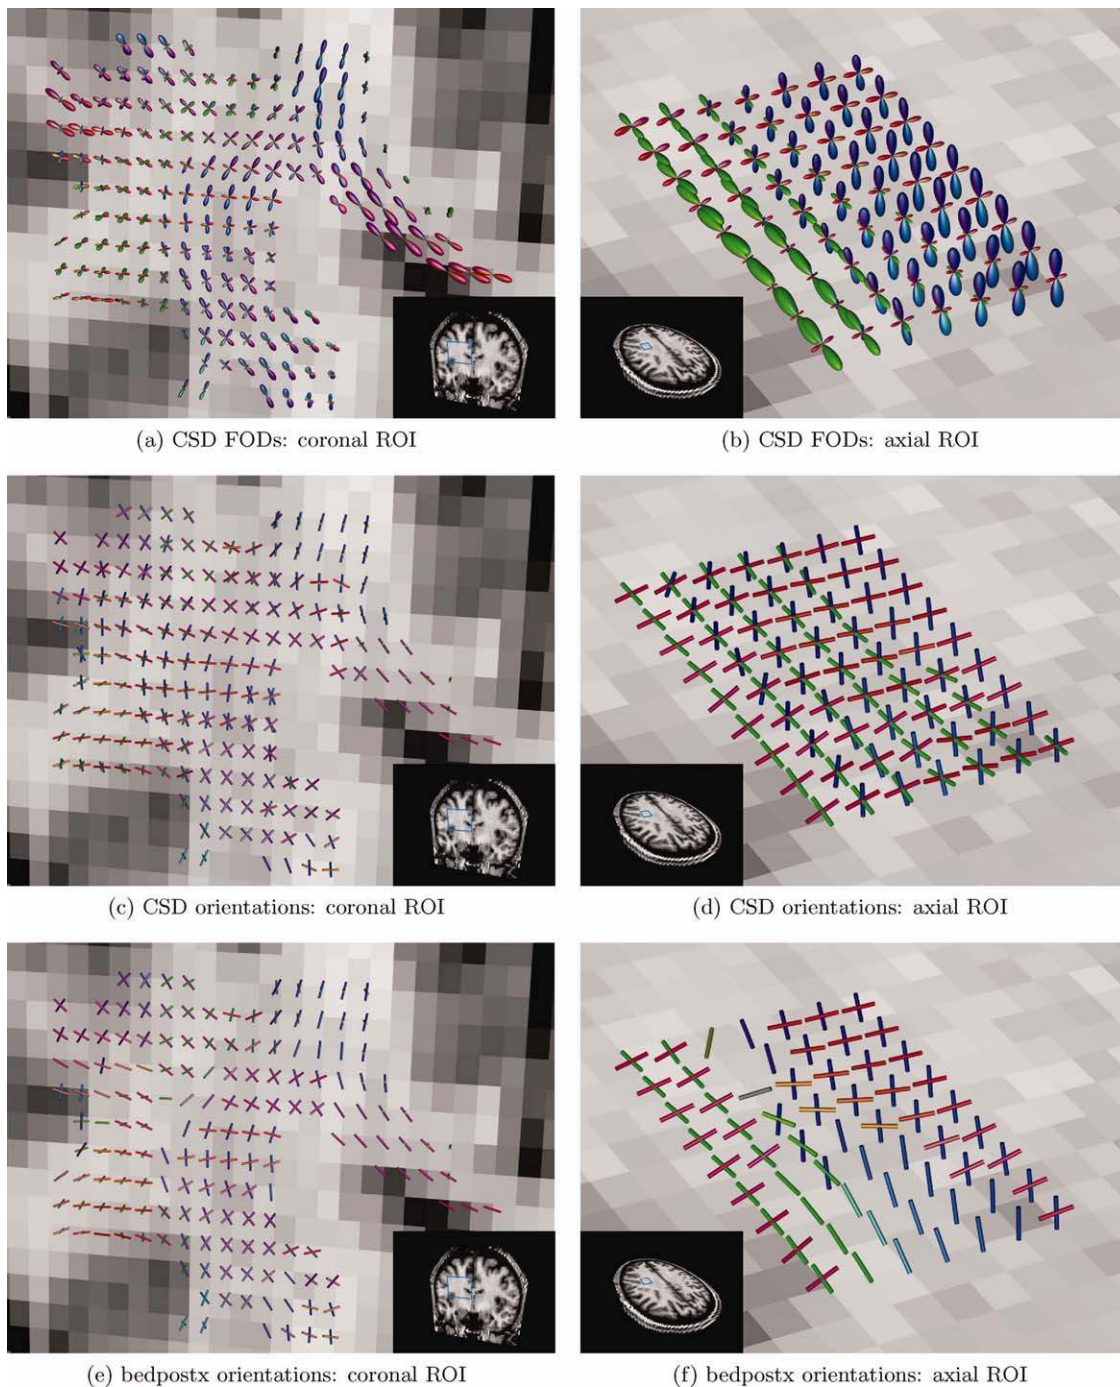 (a) CSD FODs: coronal ROI
(b) CSD FODs: axial ROI
(c) CSD orientations: coronal ROI
(d) CSD orientations: axial ROI
(e) bedpostx orientations: coronal ROI
(f) bedpostx orientations: axial ROI